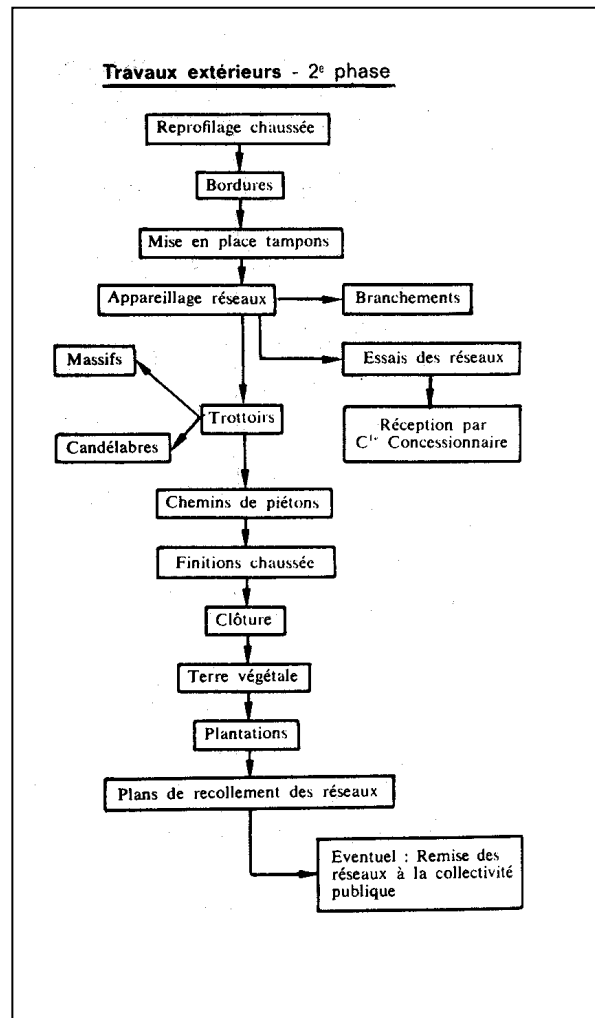 Travaux extérieurs - 2e phase
Reprofilage chaussée
Bordures
Mise en place tampons
Appareillage réseaux
Branchements
Essais des réseaux
Massifs
Trottoirs
Réception par
Cie Concessionnaire
Candélabres
Chemins de piétons
Finitions chaussée
Clôture
Terre végétale
Plantations
Plans de recollement des réseaux
Eventuel : Remise des
réseaux à la collectivité
publique